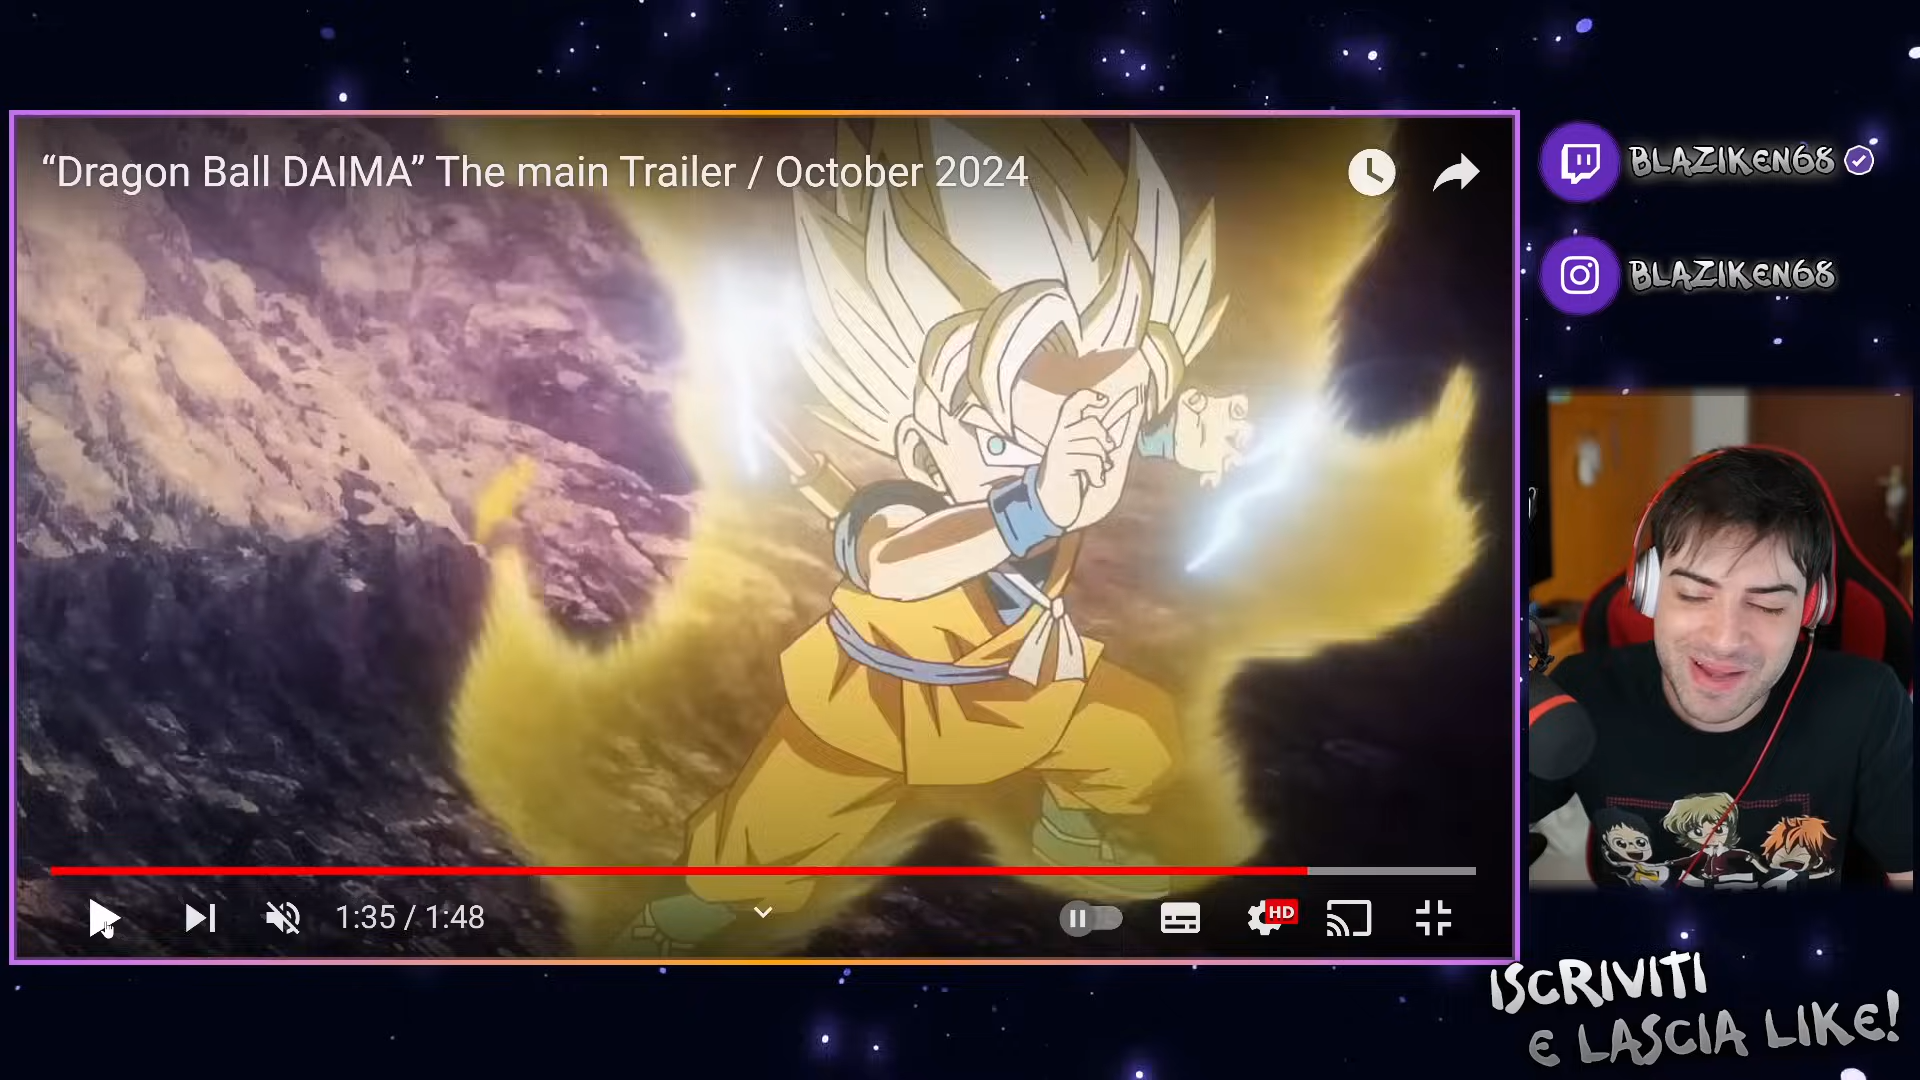 “Dragon Ball DAIMA” The main Trailer / October 2024
BLAZIKEN68
BLAZIKEN68
1:35 / 1:48
HD
ISCRIVITI
E LASCIA LIKE!